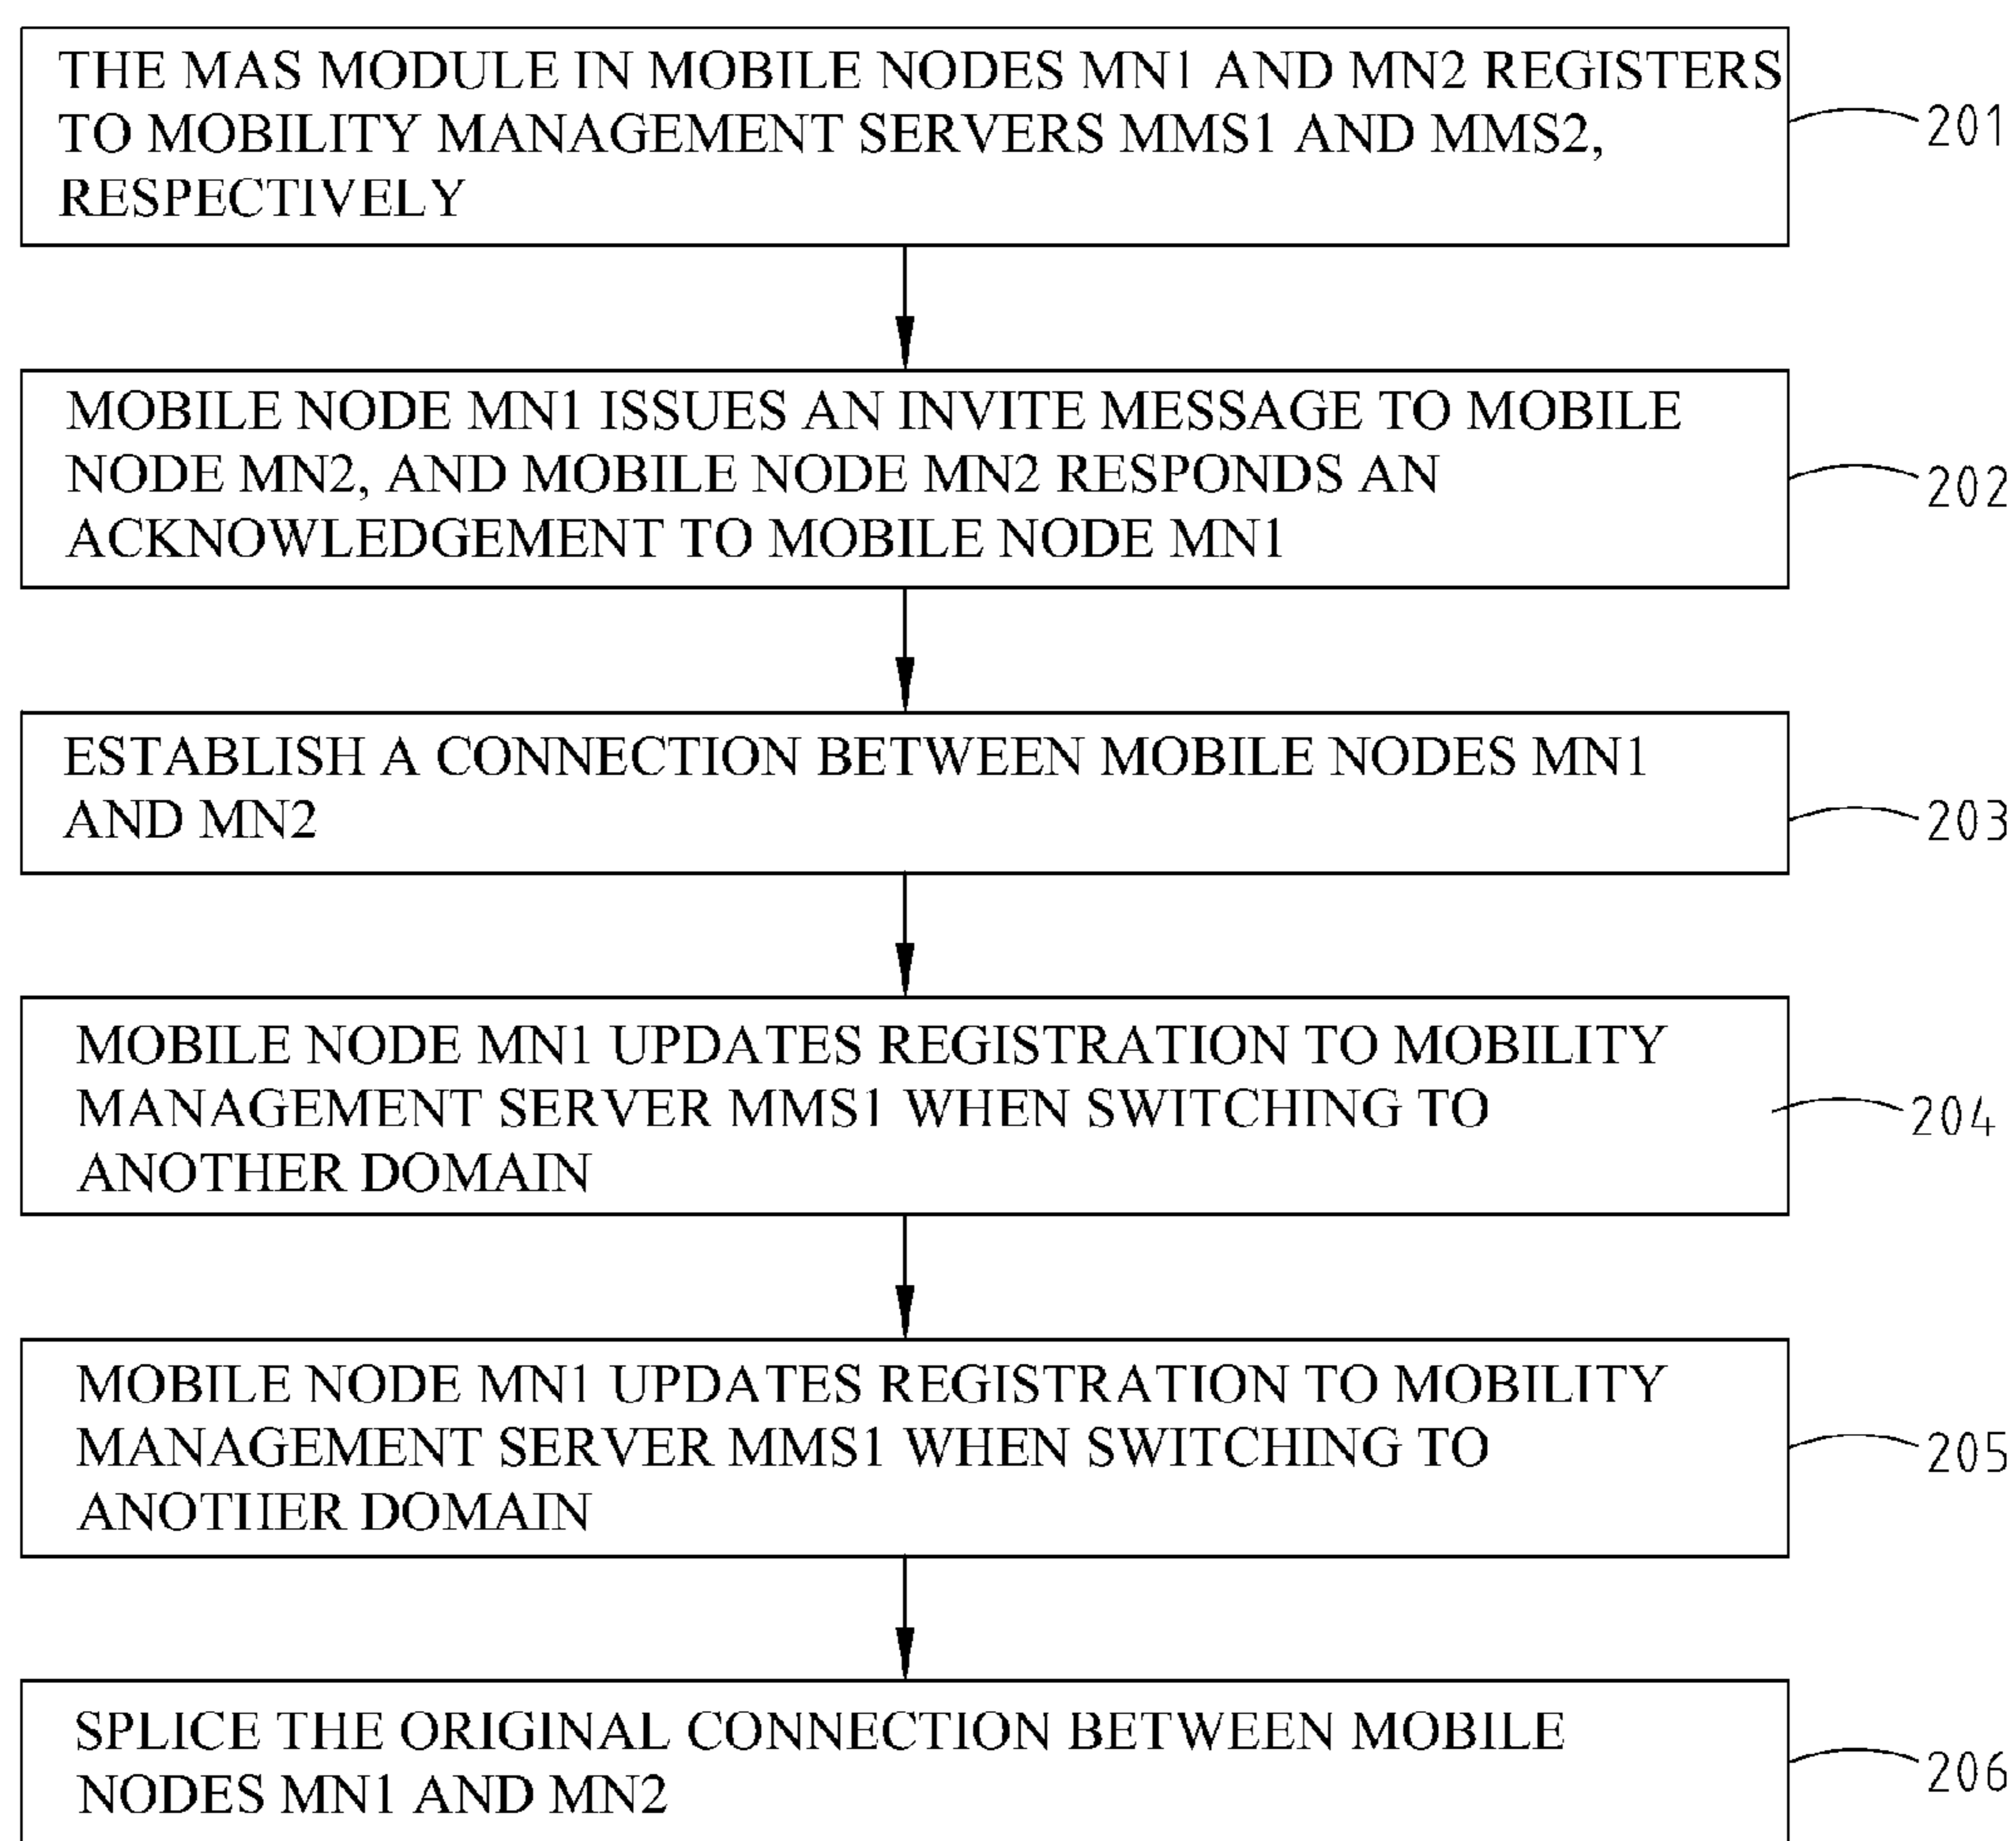 THE MAS MODULE IN MOBILE NODES MN1 AND MN2 REGISTERS
TO MOBILITY MANAGEMENT SERVERS MMS1 AND MMS2,
RESPECTIVELY
201
MOBILE NODE MN1 ISSUES AN INVITE MESSAGE TO MOBILE
NODE MN2, AND MOBILE NODE MN2 RESPONDS AN
ACKNOWLEDGEMENT TO MOBILE NODE MN1
202
ESTABLISH A CONNECTION BETWEEN MOBILE NODES MN1
AND MN2
203
MOBILE NODE MN1 UPDATES REGISTRATION TO MOBILITY
MANAGEMENT SERVER MMS1 WHEN SWITCHING TO
ANOTHER DOMAIN
204
MOBILE NODE MN1 UPDATES REGISTRATION TO MOBILITY
MANAGEMENT SERVER MMS1 WHEN SWITCHING TO
ANOTHER DOMAIN
205
SPLICE THE ORIGINAL CONNECTION BETWEEN MOBILE
NODES MN1 AND MN2
206